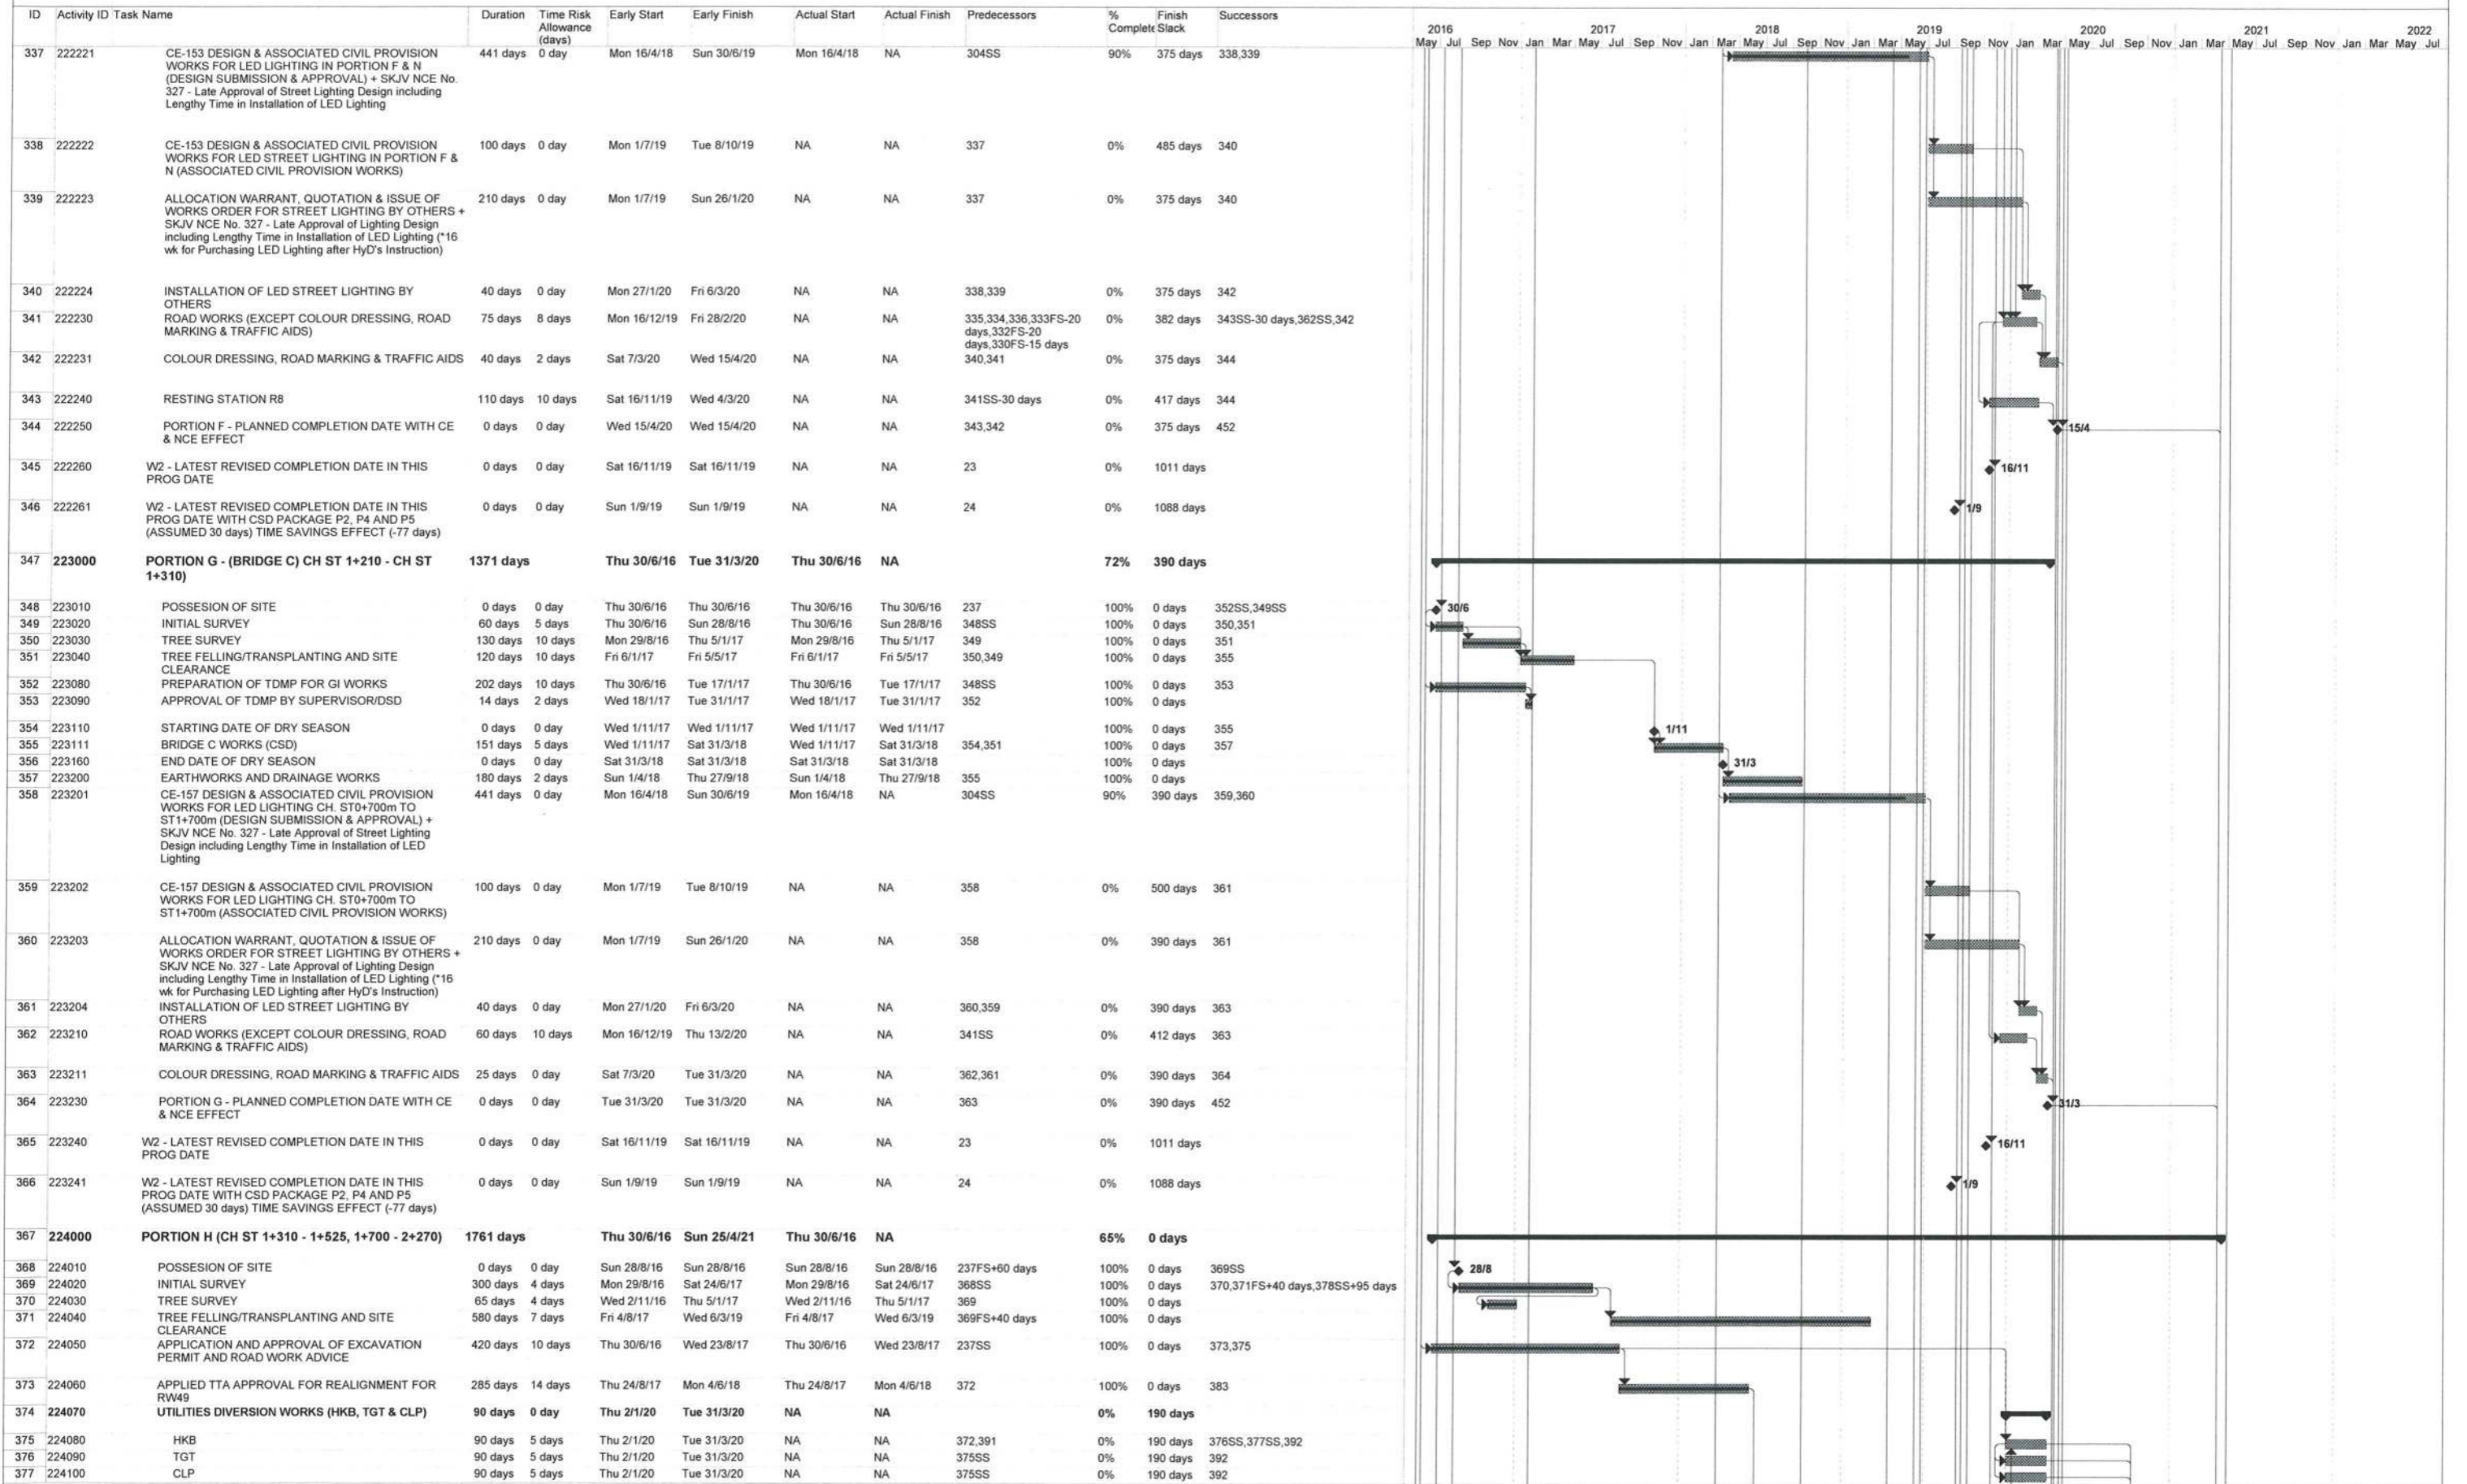 ID Activity ID Task Name Duration Time Risk Allowance (days) Early Start Early Finish Actual Start Actual Finish Predecessors % Complete Finish Slack Successors
2016 2017 2018 2019 2020 2021 2022
May Jul Sep Nov Jan Mar May Jul Sep Nov Jan Mar May Jul Sep Nov Jan Mar May Jul Sep Nov Jan Mar May Jul Sep Nov Jan Mar May Jul Sep Nov Jan Mar May Jul
337 222221 CE-153 DESIGN & ASSOCIATED CIVIL PROVISION 441 days 0 day Mon 16/4/18 Sun 30/6/19 Mon 16/4/18 NA 304SS 90% 375 days 338,339
WORKS FOR LED LIGHTING IN PORTION F & N
(DESIGN SUBMISSION & APPROVAL) + SKJV NCE No.
327 - Late Approval of Street Lighting Design including
Lengthy Time in Installation of LED Lighting
338 222222 CE-153 DESIGN & ASSOCIATED CIVIL PROVISION 100 days 0 day Mon 1/7/19 Tue 8/10/19 NA NA 337 0% 485 days 340
WORKS FOR LED STREET LIGHTING IN PORTION F &
N (ASSOCIATED CIVIL PROVISION WORKS)
339 222223 ALLOCATION WARRANT, QUOTATION & ISSUE OF 210 days 0 day Mon 1/7/19 Sun 26/1/20 NA NA 337 0% 375 days 340
WORKS ORDER FOR STREET LIGHTING BY OTHERS +
SKJV NCE No. 327 - Late Approval of Lighting Design
including Lengthy Time in Installation of LED Lighting (*16
wk for Purchasing LED Lighting after HyD's Instruction)
340 222224 INSTALLATION OF LED STREET LIGHTING BY 40 days 0 day Mon 27/1/20 Fri 6/3/20 NA NA 338,339 0% 375 days 342
OTHERS
341 222230 ROAD WORKS (EXCEPT COLOUR DRESSING, ROAD 75 days 8 days Mon 16/12/19 Fri 28/2/20 NA NA 335,334,336,333FS-20 0% 382 days 343SS-30 days,362SS,342
MARKING & TRAFFIC AIDS) days,332FS-20
days,330FS-15 days
342 222231 COLOUR DRESSING, ROAD MARKING & TRAFFIC AIDS 40 days 2 days Sat 7/3/20 Wed 15/4/20 NA NA 340,341 0% 375 days 344
343 222240 RESTING STATION R8 110 days 10 days Sat 16/11/19 Wed 4/3/20 NA NA 341SS-30 days 0% 417 days 344
344 222250 PORTION F - PLANNED COMPLETION DATE WITH CE 0 days 0 day Wed 15/4/20 Wed 15/4/20 NA NA 343,342 0% 375 days 452 15/4
& NCE EFFECT
345 222260 W2 - LATEST REVISED COMPLETION DATE IN THIS 0 days 0 day Sat 16/11/19 Sat 16/11/19 NA NA 23 0% 1011 days 16/11
PROG DATE
346 222261 W2 - LATEST REVISED COMPLETION DATE IN THIS 0 days 0 day Sun 1/9/19 Sun 1/9/19 NA NA 24 0% 1088 days 1/9
PROG DATE WITH CSD PACKAGE P2, P4 AND P5
(ASSUMED 30 days) TIME SAVINGS EFFECT (-77 days)
347 223000 PORTION G - (BRIDGE C) CH ST 1+210 - CH ST 1371 days Thu 30/6/16 Tue 31/3/20 Thu 30/6/16 NA 72% 390 days
1+310)
348 223010 POSSESION OF SITE 0 days 0 day Thu 30/6/16 Thu 30/6/16 Thu 30/6/16 Thu 30/6/16 237 100% 0 days 352SS,349SS 30/6
349 223020 INITIAL SURVEY 60 days 5 days Thu 30/6/16 Sun 28/8/16 Thu 30/6/16 Sun 28/8/16 348SS 100% 0 days 350,351
350 223030 TREE SURVEY 130 days 10 days Mon 29/8/16 Thu 5/1/17 Mon 29/8/16 Thu 5/1/17 349 100% 0 days 351
351 223040 TREE FELLING/TRANSPLANTING AND SITE 120 days 10 days Fri 6/1/17 Fri 5/5/17 Fri 6/1/17 Fri 5/5/17 350,349 100% 0 days 355
CLEARANCE
352 223080 PREPARATION OF TDMP FOR GI WORKS 202 days 10 days Thu 30/6/16 Tue 17/1/17 Thu 30/6/16 Tue 17/1/17 348SS 100% 0 days 353
353 223090 APPROVAL OF TDMP BY SUPERVISOR/DSD 14 days 2 days Wed 18/1/17 Tue 31/1/17 Wed 18/1/17 Tue 31/1/17 352 100% 0 days
354 223110 STARTING DATE OF DRY SEASON 0 days 0 day Wed 1/11/17 Wed 1/11/17 Wed 1/11/17 Wed 1/11/17 100% 0 days 355 1/11
355 223111 BRIDGE C WORKS (CSD) 151 days 5 days Wed 1/11/17 Sat 31/3/18 Wed 1/11/17 Sat 31/3/18 354,351 100% 0 days 357
356 223160 END DATE OF DRY SEASON 0 days 0 day Sat 31/3/18 Sat 31/3/18 Sat 31/3/18 Sat 31/3/18 100% 0 days 31/3
357 223200 EARTHWORKS AND DRAINAGE WORKS 180 days 2 days Sun 1/4/18 Thu 27/9/18 Sun 1/4/18 Thu 27/9/18 355 100% 0 days
358 223201 CE-157 DESIGN & ASSOCIATED CIVIL PROVISION 441 days 0 day Mon 16/4/18 Sun 30/6/19 Mon 16/4/18 NA 304SS 90% 390 days 359,360
WORKS FOR LED LIGHTING CH. ST0+700m TO
ST1+700m (DESIGN SUBMISSION & APPROVAL) +
SKJV NCE No. 327 - Late Approval of Street Lighting
Design including Lengthy Time in Installation of LED
Lighting
359 223202 CE-157 DESIGN & ASSOCIATED CIVIL PROVISION 100 days 0 day Mon 1/7/19 Tue 8/10/19 NA NA 358 0% 500 days 361
WORKS FOR LED LIGHTING CH. ST0+700m TO
ST1+700m (ASSOCIATED CIVIL PROVISION WORKS)
360 223203 ALLOCATION WARRANT, QUOTATION & ISSUE OF 210 days 0 day Mon 1/7/19 Sun 26/1/20 NA NA 358 0% 390 days 361
WORKS ORDER FOR STREET LIGHTING BY OTHERS +
SKJV NCE No. 327 - Late Approval of Lighting Design
including Lengthy Time in Installation of LED Lighting (*16
wk for Purchasing LED Lighting after HyD's Instruction)
361 223204 INSTALLATION OF LED STREET LIGHTING BY 40 days 0 day Mon 27/1/20 Fri 6/3/20 NA NA 360,359 0% 390 days 363
OTHERS
362 223210 ROAD WORKS (EXCEPT COLOUR DRESSING, ROAD 60 days 10 days Mon 16/12/19 Thu 13/2/20 NA NA 341SS 0% 412 days 363
MARKING & TRAFFIC AIDS)
363 223211 COLOUR DRESSING, ROAD MARKING & TRAFFIC AIDS 25 days 0 day Sat 7/3/20 Tue 31/3/20 NA NA 362,361 0% 390 days 364
364 223230 PORTION G - PLANNED COMPLETION DATE WITH CE 0 days 0 day Tue 31/3/20 Tue 31/3/20 NA NA 363 0% 390 days 452 31/3
& NCE EFFECT
365 223240 W2 - LATEST REVISED COMPLETION DATE IN THIS 0 days 0 day Sat 16/11/19 Sat 16/11/19 NA NA 23 0% 1011 days 16/11
PROG DATE
366 223241 W2 - LATEST REVISED COMPLETION DATE IN THIS 0 days 0 day Sun 1/9/19 Sun 1/9/19 NA NA 24 0% 1088 days 1/9
PROG DATE WITH CSD PACKAGE P2, P4 AND P5
(ASSUMED 30 days) TIME SAVINGS EFFECT (-77 days)
367 224000 PORTION H (CH ST 1+310 - 1+525, 1+700 - 2+270) 1761 days Thu 30/6/16 Sun 25/4/21 Thu 30/6/16 NA 65% 0 days
368 224010 POSSESION OF SITE 0 days 0 day Sun 28/8/16 Sun 28/8/16 Sun 28/8/16 Sun 28/8/16 237FS+60 days 100% 0 days 369SS 28/8
369 224020 INITIAL SURVEY 300 days 4 days Mon 29/8/16 Sat 24/6/17 Mon 29/8/16 Sat 24/6/17 368SS 100% 0 days 370,371FS+40 days,378SS+95 days
370 224030 TREE SURVEY 65 days 4 days Wed 2/11/16 Thu 5/1/17 Wed 2/11/16 Thu 5/1/17 369 100% 0 days
371 224040 TREE FELLING/TRANSPLANTING AND SITE 580 days 7 days Fri 4/8/17 Wed 6/3/19 Fri 4/8/17 Wed 6/3/19 369FS+40 days 100% 0 days
CLEARANCE
372 224050 APPLICATION AND APPROVAL OF EXCAVATION 420 days 10 days Thu 30/6/16 Wed 23/8/17 Thu 30/6/16 Wed 23/8/17 237SS 100% 0 days 373,375
PERMIT AND ROAD WORK ADVICE
373 224060 APPLIED TTA APPROVAL FOR REALIGNMENT FOR 285 days 14 days Thu 24/8/17 Mon 4/6/18 Thu 24/8/17 Mon 4/6/18 372 100% 0 days 383
RW49
374 224070 UTILITIES DIVERSION WORKS (HKB, TGT & CLP) 90 days 0 day Thu 2/1/20 Tue 31/3/20 NA NA 0% 190 days
375 224080 HKB 90 days 5 days Thu 2/1/20 Tue 31/3/20 NA NA 372,391 0% 190 days 376SS,377SS,392
376 224090 TGT 90 days 5 days Thu 2/1/20 Tue 31/3/20 NA NA 375SS 0% 190 days 392
377 224100 CLP 90 days 5 days Thu 2/1/20 Tue 31/3/20 NA NA 375SS 0% 190 days 392